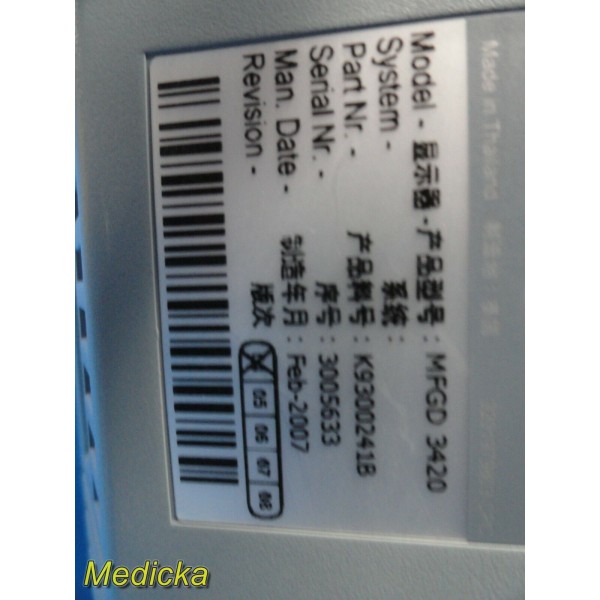 Made in Thailand
Model - 显示器 - 产品型号: MFGD 3420
System - 系统:
Part Nr. - 产品料号: K9300241B
Serial Nr. - 序号: 3005633
Man. Date - 制造年月: Feb-2007
Revision - 版次 05 06 07 08
Medicka